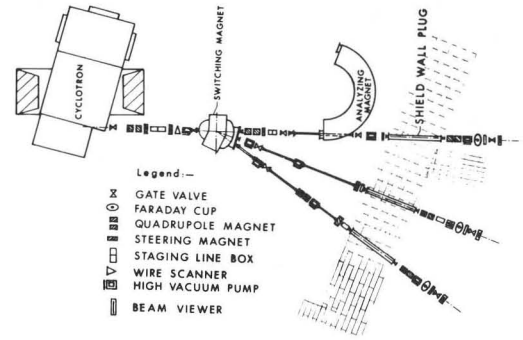 CYCLOTRON
SWITCHING MAGNET
ANALYZING
MAGNET
SHIELD WALL PLUG
Legend:—
GATE VALVE
FARADAY CUP
QUADRUPOLE MAGNET
STEERING MAGNET
STAGING LINE BOX
WIRE SCANNER
HIGH VACUUM PUMP
BEAM VIEWER